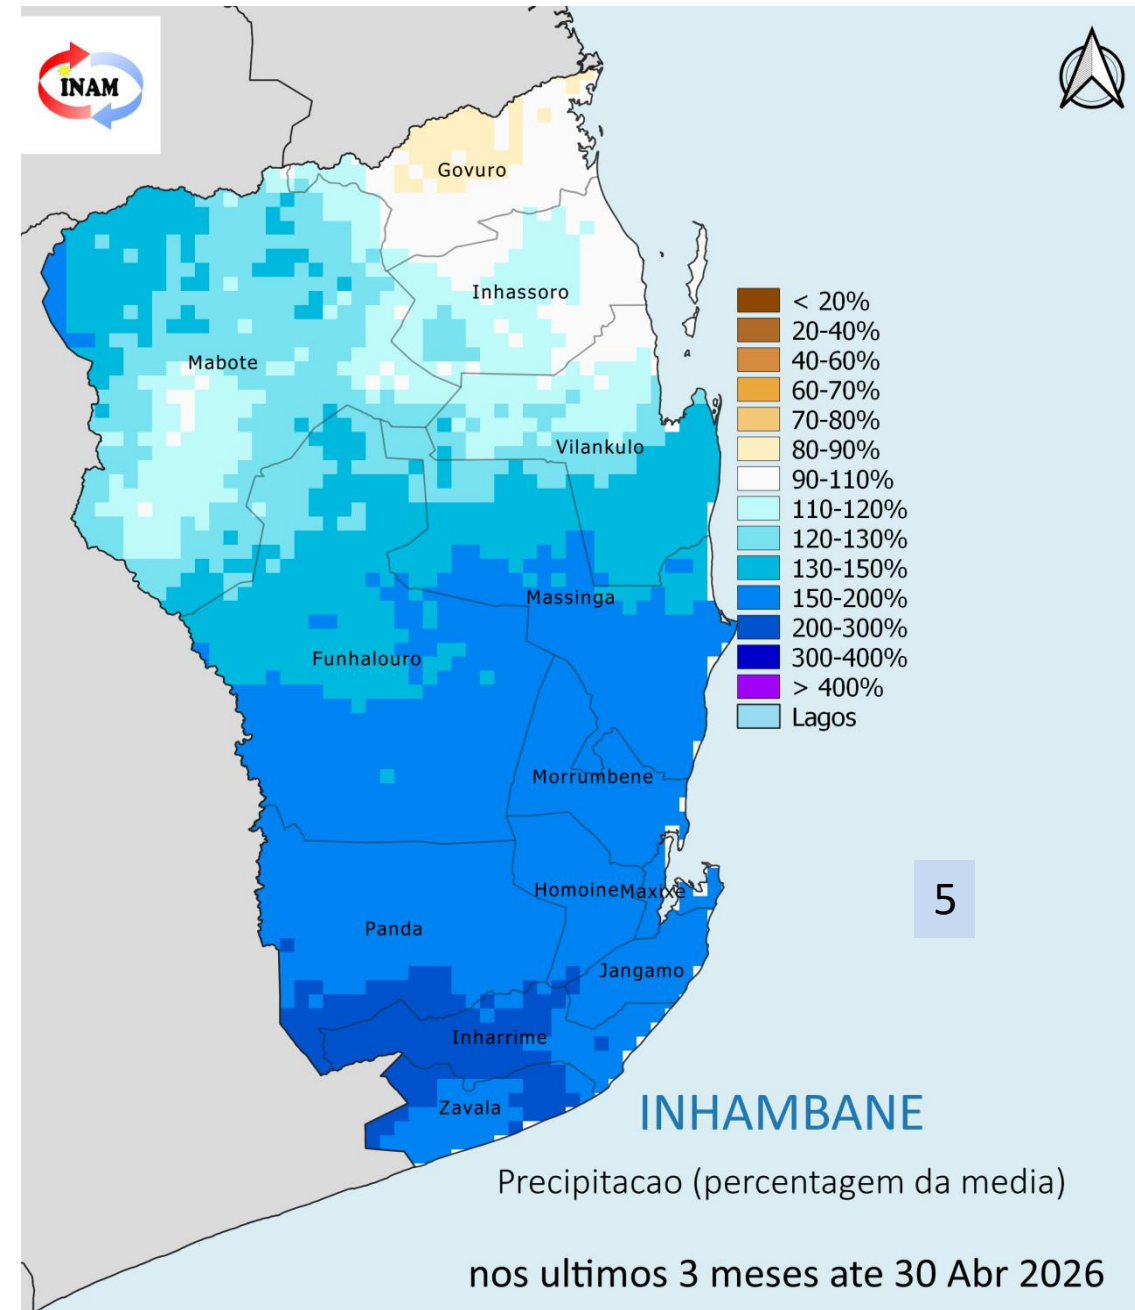 INAM
Govuro
Inhassoro
Mabote
Vilankulo
Massinga
Funhalouro
Morrumbene
Homoine
Maxixe
Panda
Jangamo
Inharrime
Zavala
< 20%
20-40%
40-60%
60-70%
70-80%
80-90%
90-110%
110-120%
120-130%
130-150%
150-200%
200-300%
300-400%
> 400%
Lagos
5
INHAMBANE
Precipitacao (percentagem da media)
nos ultimos 3 meses ate 30 Abr 2026